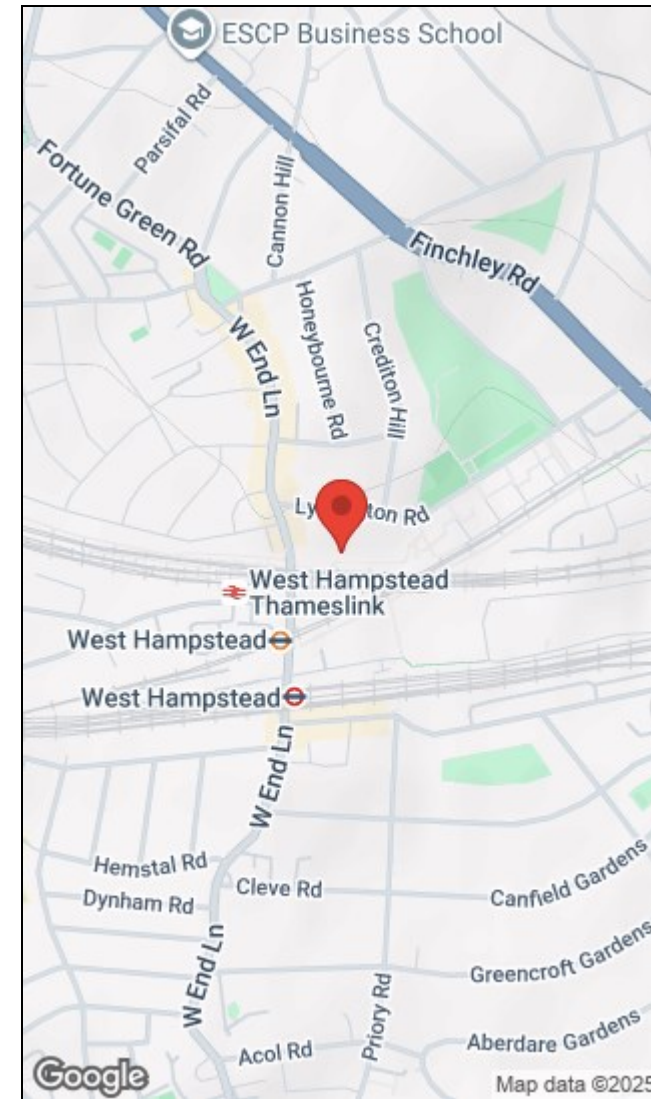 ESCP Business School
Parsifal Rd
Fortune Green Rd
Cannon Hill
Finchley Rd
Honeybourne Rd
Crediton Hill
W End Ln
Ly ton Rd
West Hampstead
Thameslink
West Hampstead
West Hampstead
W End Ln
Hemstal Rd
Cleve Rd
Canfield Gardens
Dynham Rd
W End Ln
Priory Rd
Greencroft Gardens
Acol Rd
Aberdare Gardens
Google
Map data ©2025